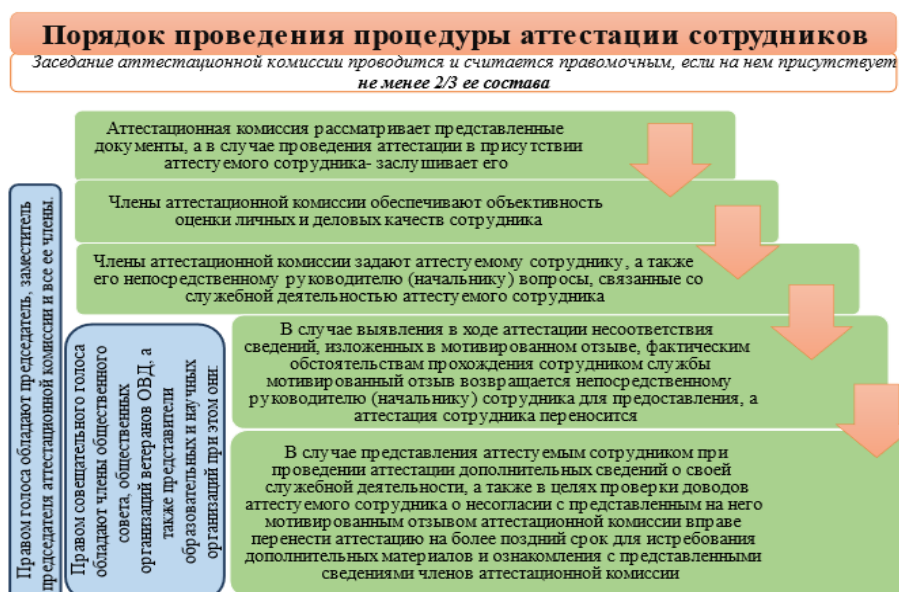 Порядок проведения процедуры аттестации сотрудников
Заседание аттестационной комиссии проводится и считается правомочным, если на нем присутствует
не менее 2/3 ее состава
Аттестационная комиссия рассматривает представленные
документы, а в случае проведения аттестации в присутствии
аттестуемого сотрудника- заслушивает его
Члены аттестационной комиссии обеспечивают объективность
оценки личных и деловых качеств сотрудника
Члены аттестационной комиссии задают аттестуемому сотруднику, а также
его непосредственному руководителю (начальнику) вопросы, связанные со
служебной деятельностью аттестуемого сотрудника
В случае выявления в ходе аттестации несоответствия
сведений, изложенных в мотивированном отзыве, фактическим
обстоятельствам прохождения сотрудником службы
мотивированный отзыв возвращается непосредственному
руководителю (начальнику) сотрудника для предоставления, а
аттестация сотрудника переносится
В случае представления аттестуемым сотрудником при
проведении аттестации дополнительных сведений о своей
служебной деятельности, а также в целях проверки доводов
аттестуемого сотрудника о несогласии с представленным на него
мотивированным отзывом аттестационной комиссии вправе
перенести аттестацию на более поздний срок для истребования
дополнительных материалов и ознакомления с представленными
сведениями членов аттестационной комиссии
Правом голоса обладают председатель, заместитель
председателя аттестационной комиссии и все ее члены.
Правом совещательного голоса
обладают члены общественного
совета, общественных
организаций ветеранов ОВД, а
также представители
образовательных и научных
организаций при этом они: